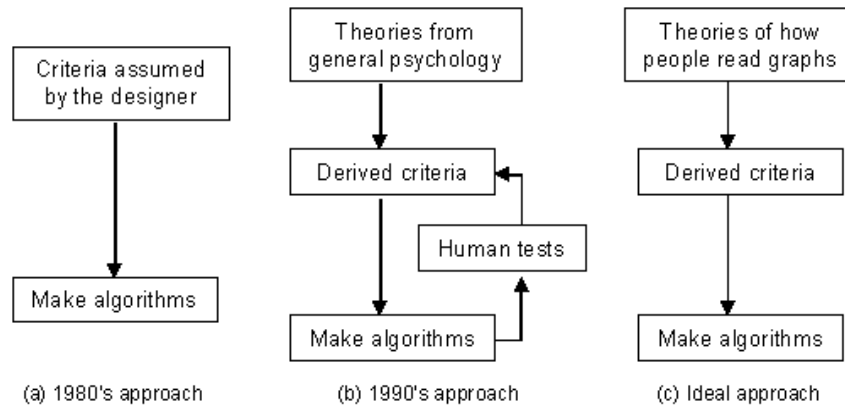 Criteria assumed
by the designer
Make algorithms
(a) 1980's approach
Theories from
general psychology
Derived criteria
Human tests
Make algorithms
(b) 1990's approach
Theories of how
people read graphs
Derived criteria
Make algorithms
(c) Ideal approach